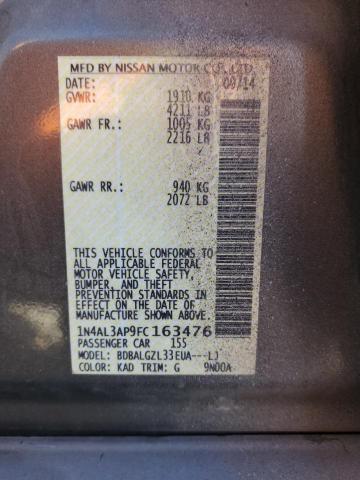 MFD BY NISSAN MOTOR CO., LTD.
DATE: 09/14
GVWR: 1910 KG
4211 LB
GAWR FR.: 1005 KG
2216 LB
GAWR RR.: 940 KG
2072 LB
THIS VEHICLE CONFORMS TO
ALL APPLICABLE FEDERAL
MOTOR VEHICLE SAFETY,
BUMPER, AND THEFT
PREVENTION STANDARDS IN
EFFECT ON THE DATE OF
MANUFACTURE SHOWN ABOVE.
1N4AL3AP9FC163476
PASSENGER CAR 155
MODEL: BDBALGZL33EUA---LJ
COLOR: KAD TRIM: G 9N00A